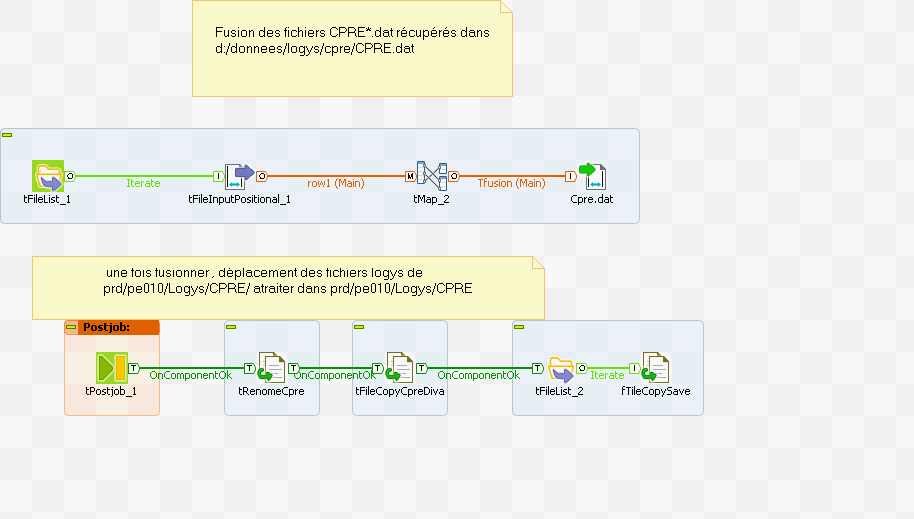 Fusion des fichiers CPRE*.dat récupérés dans
d:/donnees/logys/cpre/CPRE.dat
Iterate
row1 (Main)
Tfusion (Main)
tFileList_1
tFileInputPositional_1
tMap_2
Cpre.dat
une fois fusionner , déplacement des fichiers logys de
prd/pe010/Logys/CPRE/ atraiter dans prd/pe010/Logys/CPRE
Postjob:
OnComponentOk
OnComponentOk
OnComponentOk
Iterate
tPostjob_1
tRenomeCpre
tFileCopyCpreDiva
tFileList_2
fTileCopySave